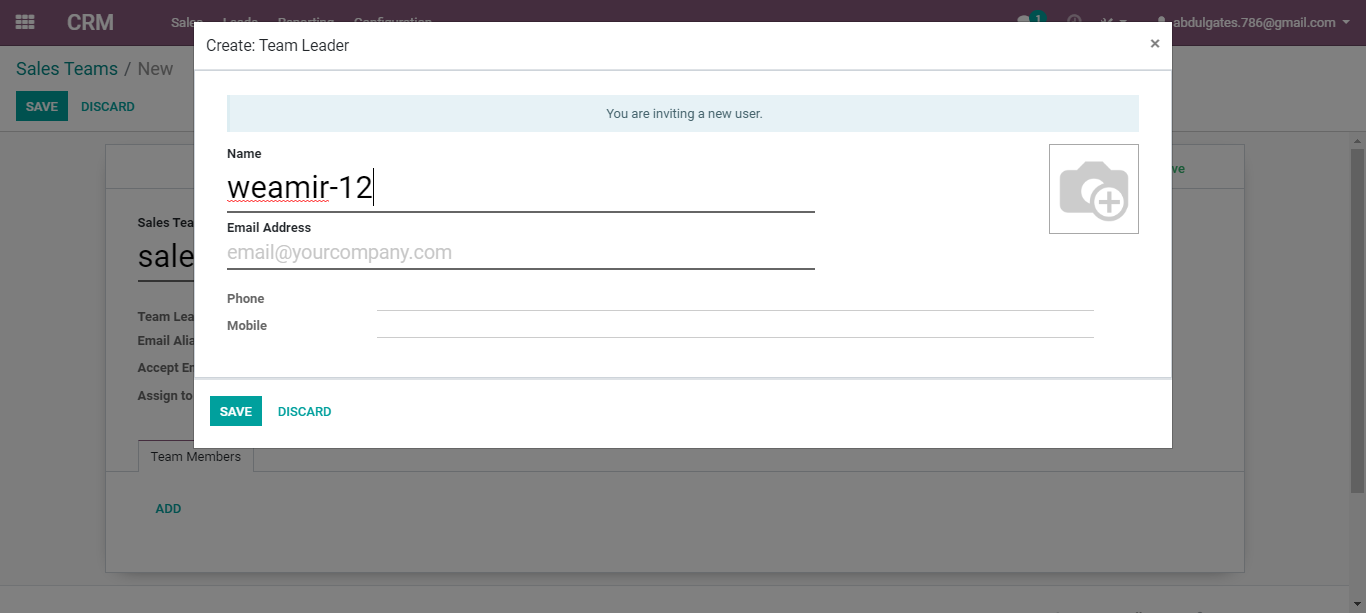 CRM
Sales Leads Reporting Configuration
1
abdulgates.786@gmail.com
Create: Team Leader
×
Sales Teams / New
SAVE DISCARD
You are inviting a new user.
Name
weamir-12
Email Address
email@yourcompany.com
Phone
Mobile
SAVE DISCARD
ve
Sales Tea
sale
Team Lea
Email Alia
Accept Em
Assign to
Team Members
ADD